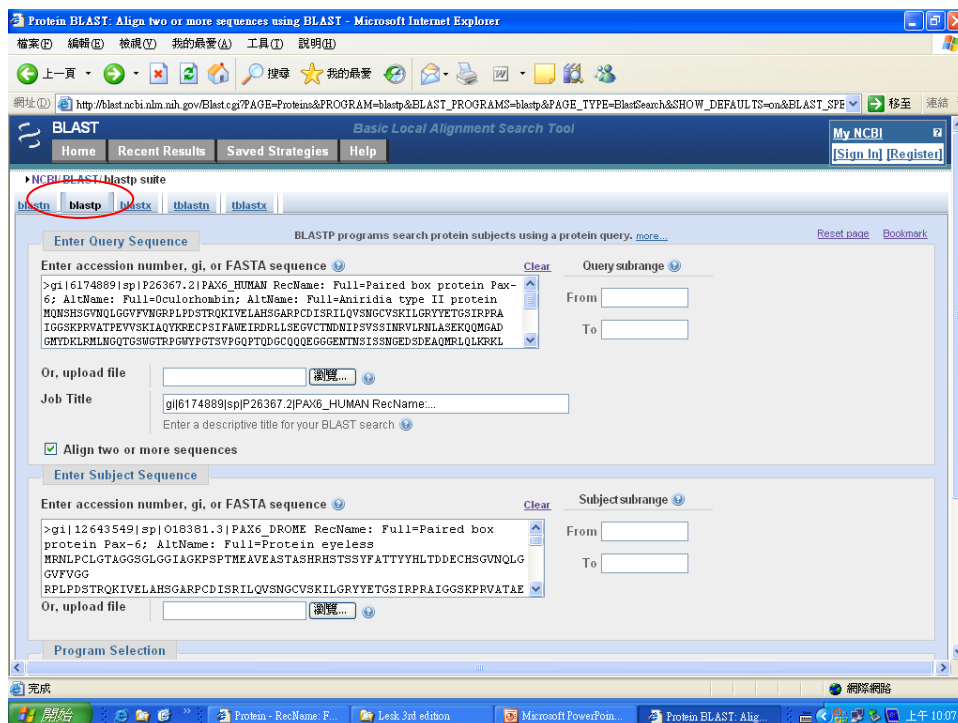 Protein BLAST: Align two or more sequences using BLAST - Microsoft Internet Explorer
檔案(F) 編輯(E) 檢視(V) 我的最愛(A) 工具(T) 說明(H)
上一頁 搜尋 我的最愛
網址(D) http://blast.ncbi.nlm.nih.gov/Blast.cgi?PAGE=Proteins&PROGRAM=blastp&BLAST_PROGRAMS=blastp&PAGE_TYPE=BlastSearch&SHOW_DEFAULTS=on&BLAST_SPE 移至 連結
BLAST Basic Local Alignment Search Tool My NCBI
Home Recent Results Saved Strategies Help [Sign In] [Register]
NCBI/ BLAST/ blastp suite
blastn blastp blastx tblastn tblastx
Enter Query Sequence BLASTP programs search protein subjects using a protein query. more... Reset page Bookmark
Enter accession number, gi, or FASTA sequence Clear Query subrange
>gi|6174889|sp|P26367.2|PAX6_HUMAN RecName: Full=Paired box protein Pax-
6; AltName: Full=Oculorhombin; AltName: Full=Aniridia type II protein
MQNSHSGVNQLGGVFVNGRPLPDSTRQKIVELAHSGARPCDISRILQVSNGCVSKILGRYYETGSIRPRA
IGGSKPRVATPEVVSKIAQYKRECPSIFAWEIRDRLLSEGVCTNDNIPSVSSINRVLRNLASEKQQMGAD
GMYDKLRMLNGQTGSWGTRPGWYPGTSVPGQPTQDGCQQQEGGGENTNSISSNGEDSDEAQMRLQLKRKL
From
To
Or, upload file 瀏覽...
Job Title gi|6174889|sp|P26367.2|PAX6_HUMAN RecName:...
Enter a descriptive title for your BLAST search
Align two or more sequences
Enter Subject Sequence
Enter accession number, gi, or FASTA sequence Clear Subject subrange
>gi|12643549|sp|O18381.3|PAX6_DROME RecName: Full=Paired box
protein Pax-6; AltName: Full=Protein eyeless
MRNLPCLGTAGGSGLGGIAGKPSPTMEAVEASTASHRHSTSSYFATTYYHLTDDECHSGVNQLG
GVFVGG
RPLPDSTRQKIVELAHSGARPCDISRILQVSNGCVSKILGRYYETGSIRPRAIGGSKPRVATAE
From
To
Or, upload file 瀏覽...
Program Selection
完成 網際網路
開始 Protein - RecName: F... Lesk 3rd edition Microsoft PowerPoin... Protein BLAST: Alig... 上午 10:07